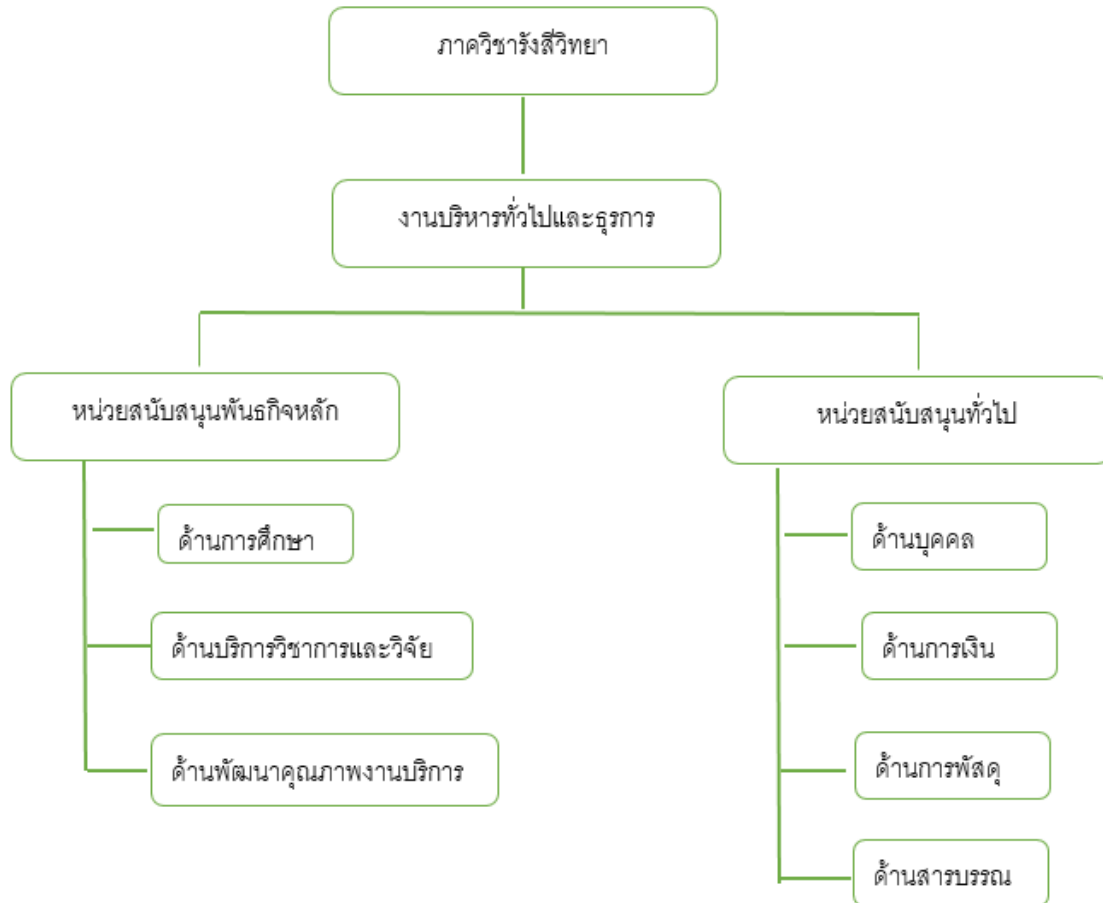 ภาควิชารังสีวิทยา
งานบริหารทั่วไปและธุรการ
หน่วยสนับสนุนพันธกิจหลัก
ด้านการศึกษา
ด้านบริการวิชาการและวิจัย
ด้านพัฒนาคุณภาพงานบริการ
หน่วยสนับสนุนทั่วไป
ด้านบุคคล
ด้านการเงิน
ด้านการพัสดุ
ด้านสารบรรณ